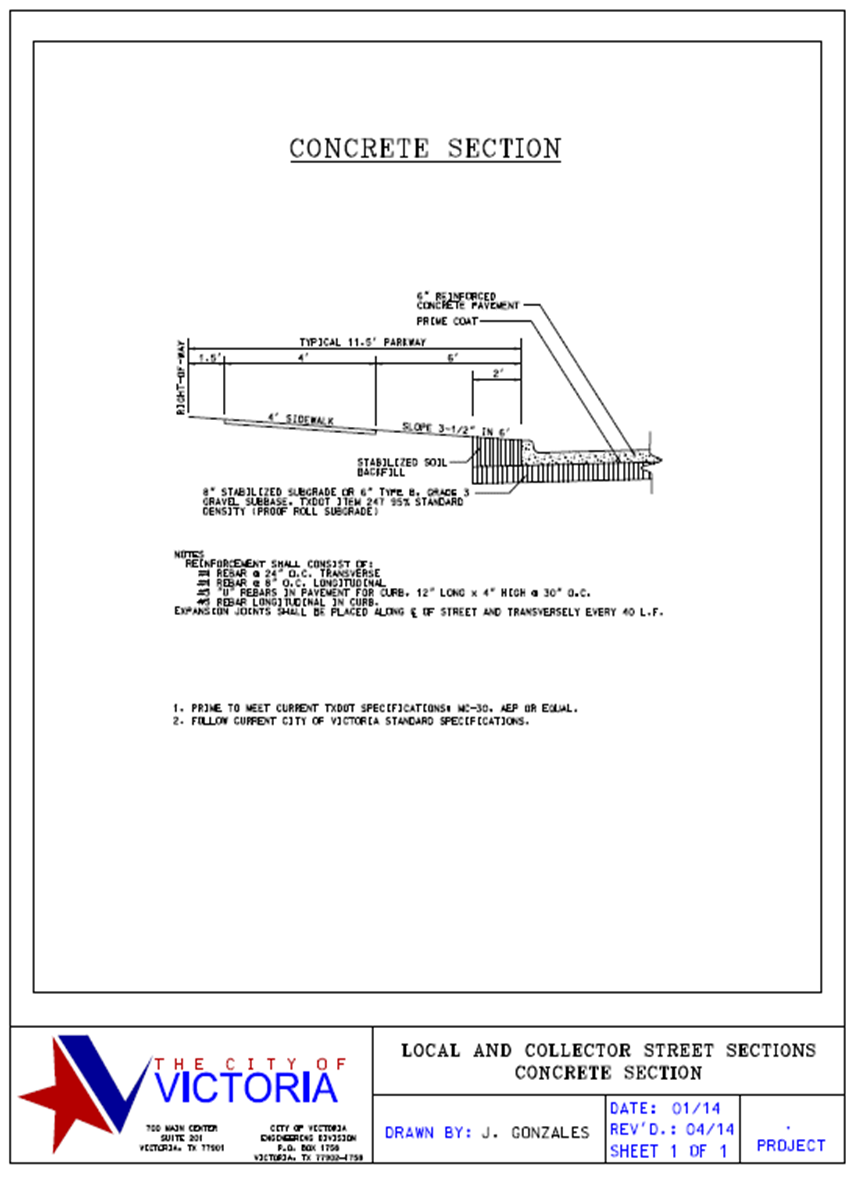 CONCRETE SECTION
6" REINFORCED
CONCRETE PAVEMENT
PRIME COAT
TYPICAL 11.5' PARKWAY
1.5' 4' 6'
2'
RIGHT-OF-WAY
4' SIDEWALK
SLOPE 3-1/2" IN 6'
STABILIZED SOIL
BACKFILL
8" STABILIZED SUBGRADE OR 6" TYPE B, GRADE 3
GRAVEL SUBBASE. TXDOT ITEM 247 95% STANDARD
DENSITY (PROOF ROLL SUBGRADE)
NOTES
REINFORCEMENT SHALL CONSIST OF:
REBAR @ 24" O.C. TRANSVERSE
REBAR @ 8" O.C. LONGITUDINAL
"U" REBARS IN PAVEMENT FOR CURB. 12" LONG x 4" HIGH @ 30" O.C.
REBAR LONGITUDINAL IN CURB.
EXPANSION JOINTS SHALL BE PLACED ALONG ℄ OF STREET AND TRANSVERSELY EVERY 40 L.F.
1. PRIME TO MEET CURRENT TXDOT SPECIFICATIONS: MC-30, AEP OR EQUAL.
2. FOLLOW CURRENT CITY OF VICTORIA STANDARD SPECIFICATIONS.
THE CITY OF
VICTORIA
700 MAIN CENTER
SUITE 201
VICTORIA, TX 77901
CITY OF VICTORIA
ENGINEERING DIVISION
P.O. BOX 1758
VICTORIA, TX 77902-1758
LOCAL AND COLLECTOR STREET SECTIONS
CONCRETE SECTION
DRAWN BY: J. GONZALES
DATE: 01/14
REV'D.: 04/14
SHEET 1 OF 1
PROJECT